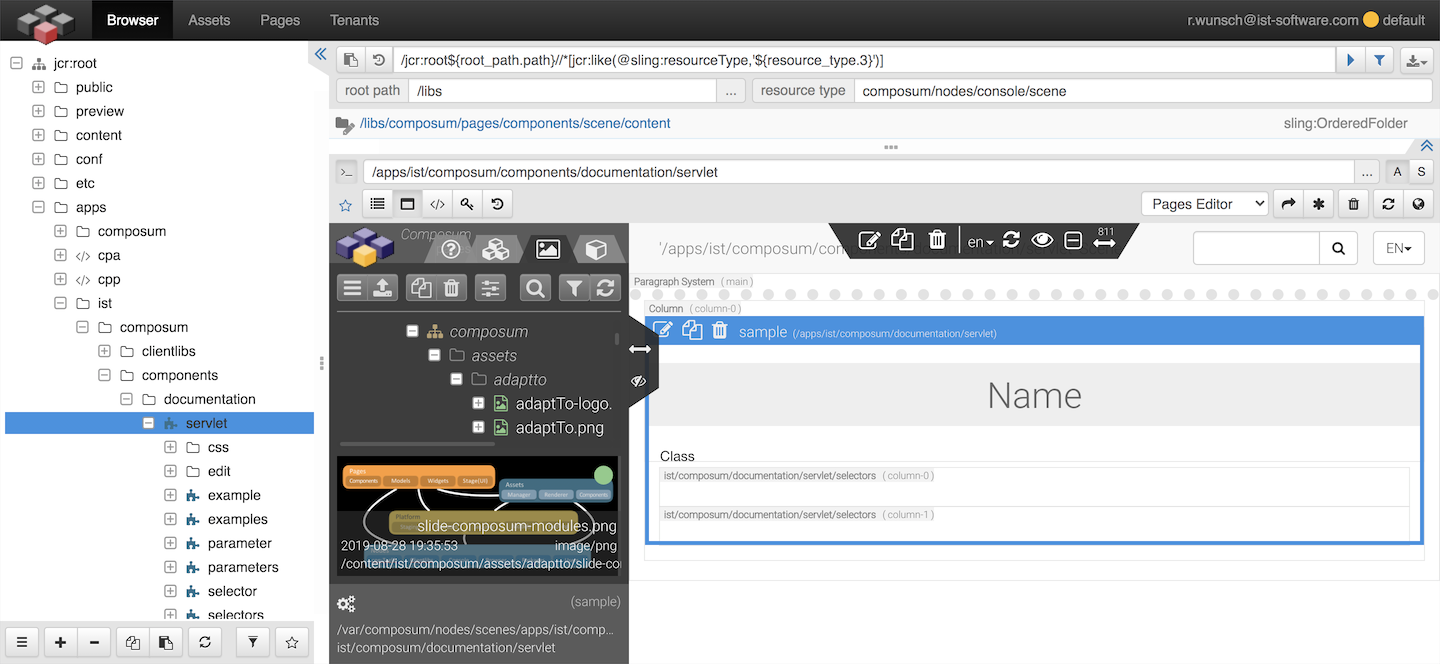 Browser
Assets
Pages
Tenants
r.wunsch@ist-software.com
default
jcr:root
public
preview
content
conf
etc
apps
composum
cpa
cpp
ist
composum
clientlibs
components
documentation
servlet
css
edit
example
examples
parameter
parameters
selector
selectors
/jcr:root${root_path.path}//*[jcr:like(@sling:resourceType,'${resource_type.3}')]
root path
/libs
...
resource type
composum/nodes/console/scene
/libs/composum/pages/components/scene/content
sling:OrderedFolder
/apps/ist/composum/components/documentation/servlet
...
A
S
Pages Editor
Composum
composum
assets
adaptto
adaptTo-logo.
adaptTo.png
Pages
Components Models Widgets Stage(UI)
Assets
Manager Renderer Components
Platform
slide-composum-modules.png
2019-08-28 19:35:53
image/png
/content/ist/composum/assets/adaptto/slide-co
(sample)
/var/composum/nodes/scenes/apps/ist/comp...
ist/composum/documentation/servlet
'/apps/ist/composum/com
en
811
EN
Paragraph System (main)
Column (column-0)
sample (/apps/ist/composum/documentation/servlet)
Name
Class
ist/composum/documentation/servlet/selectors (column-0)
ist/composum/documentation/servlet/selectors (column-1)